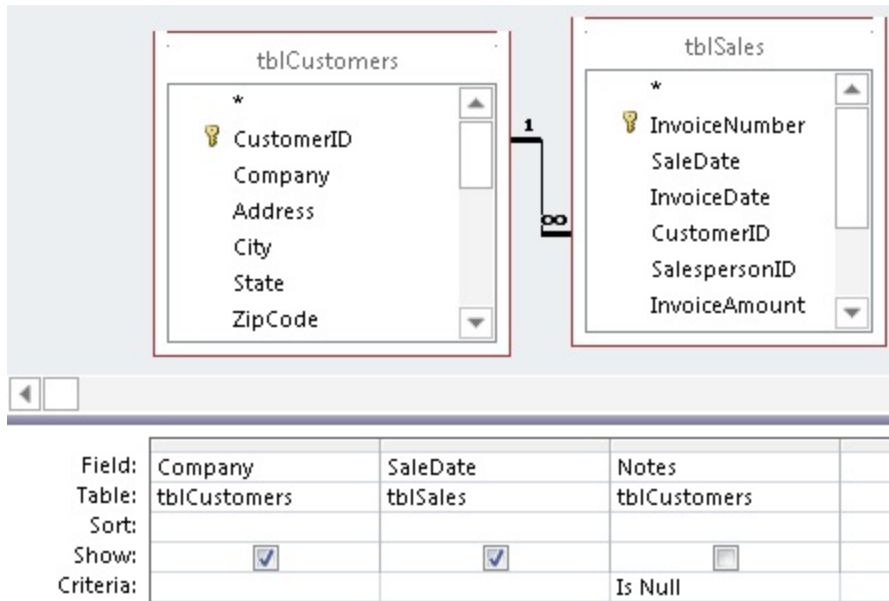 tblCustomers
*
CustomerID
Company
Address
City
State
ZipCode
1
∞
tblSales
*
InvoiceNumber
SaleDate
InvoiceDate
CustomerID
SalespersonID
InvoiceAmount
Field: Company SaleDate Notes
Table: tblCustomers tblSales tblCustomers
Sort:
Show:
Criteria: Is Null